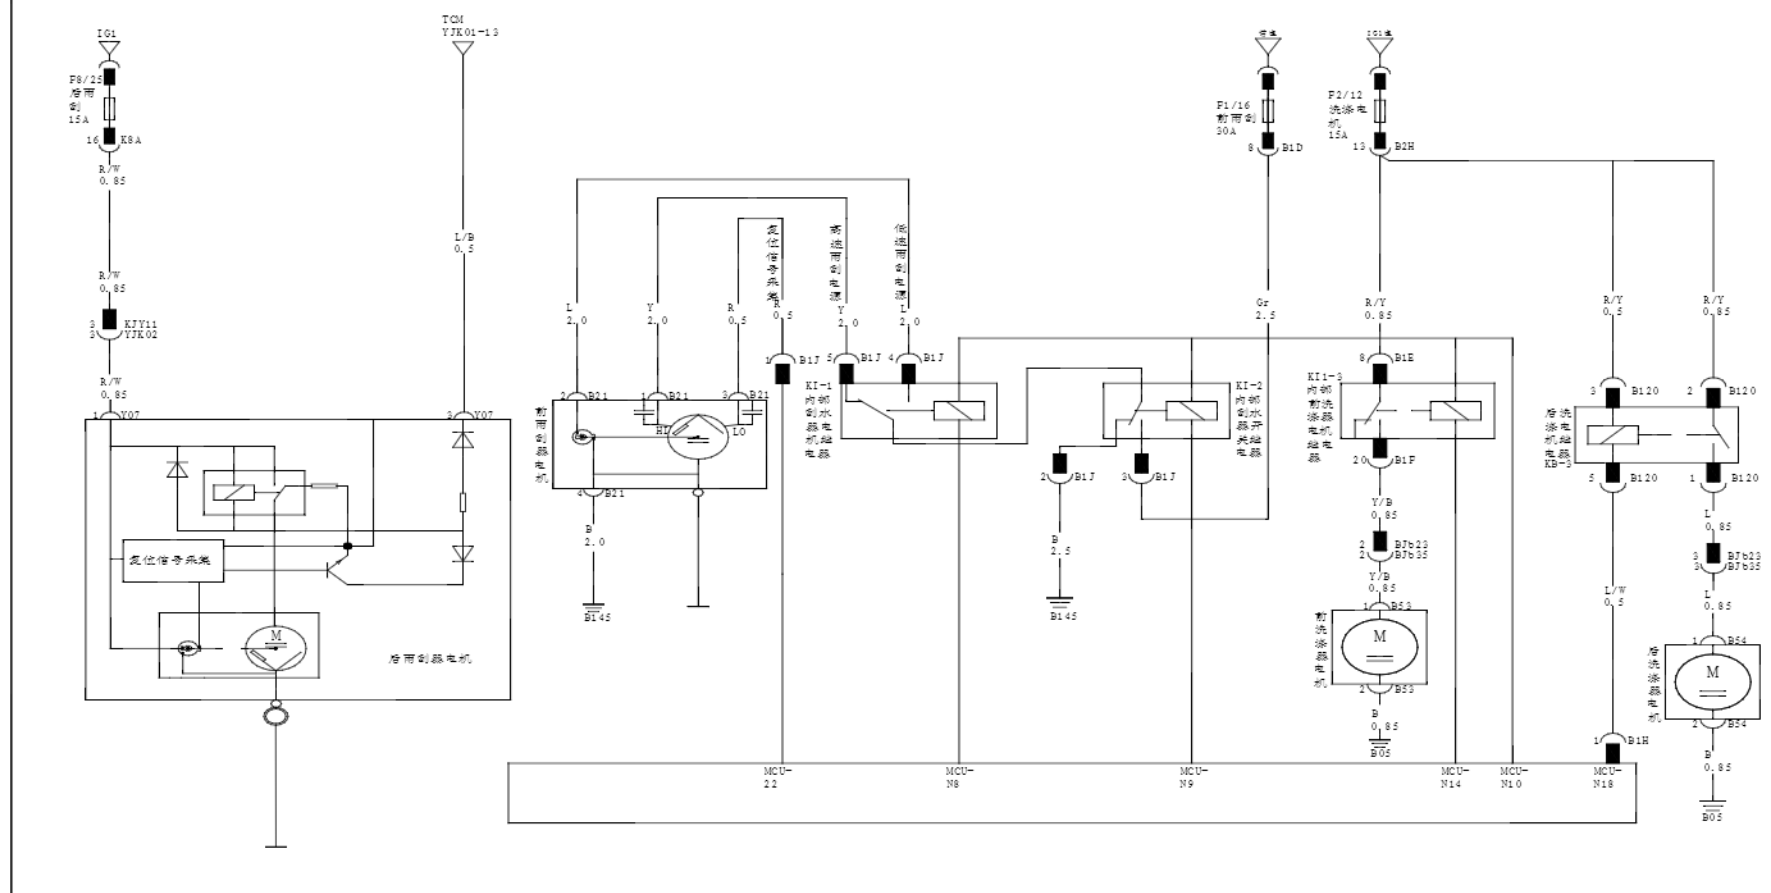 IG1
F8/25
后雨
刮
15A
16 K8A
R/W
0.85
R/W
0.85
3 KJY11
3 YJK02
R/W
0.85
1 Y07
TCM
YJK01-13
L/B
0.5
3 Y07
复位信号采集
M
后雨刮器电机
L
2.0
Y
2.0
R
0.5
复位信号采集
R
0.5
高速雨刮电源
Y
2.0
低速雨刮电源
L
2.0
2 B21
1 B21
3 B21
前雨刮器电机
HI
LO
4 B21
B
2.0
B145
1 B1J
5 B1J
4 B1J
KI-1
内部刮水器电机继电器
2 B1J
3 B1J
B
2.5
B145
KI-2
内部刮水器开关继电器
常电
F1/16
前雨刮
30A
8 B1D
Gr
2.5
IG1电
F2/12
洗涤电
机
15A
13 B2H
R/Y
0.85
8 B1E
KI1-3
内部前洗涤器电机继电器
20 B1F
Y/B
0.85
2 BJb23
2 BJb35
Y/B
0.85
1 B53
前洗涤器电机
M
2 B53
B
0.85
B05
R/Y
0.5
R/Y
0.85
3 B120
2 B120
后洗涤电机继电器
KB-3
5 B120
1 B120
L
0.85
3 BJb23
3 BJb35
L/W
0.5
L
0.85
1 B54
后洗涤器电机
M
2 B54
B
0.85
B05
1 B1H
MCU-
22
MCU-
N8
MCU-
N9
MCU-
N14
MCU-
N10
MCU-
N18